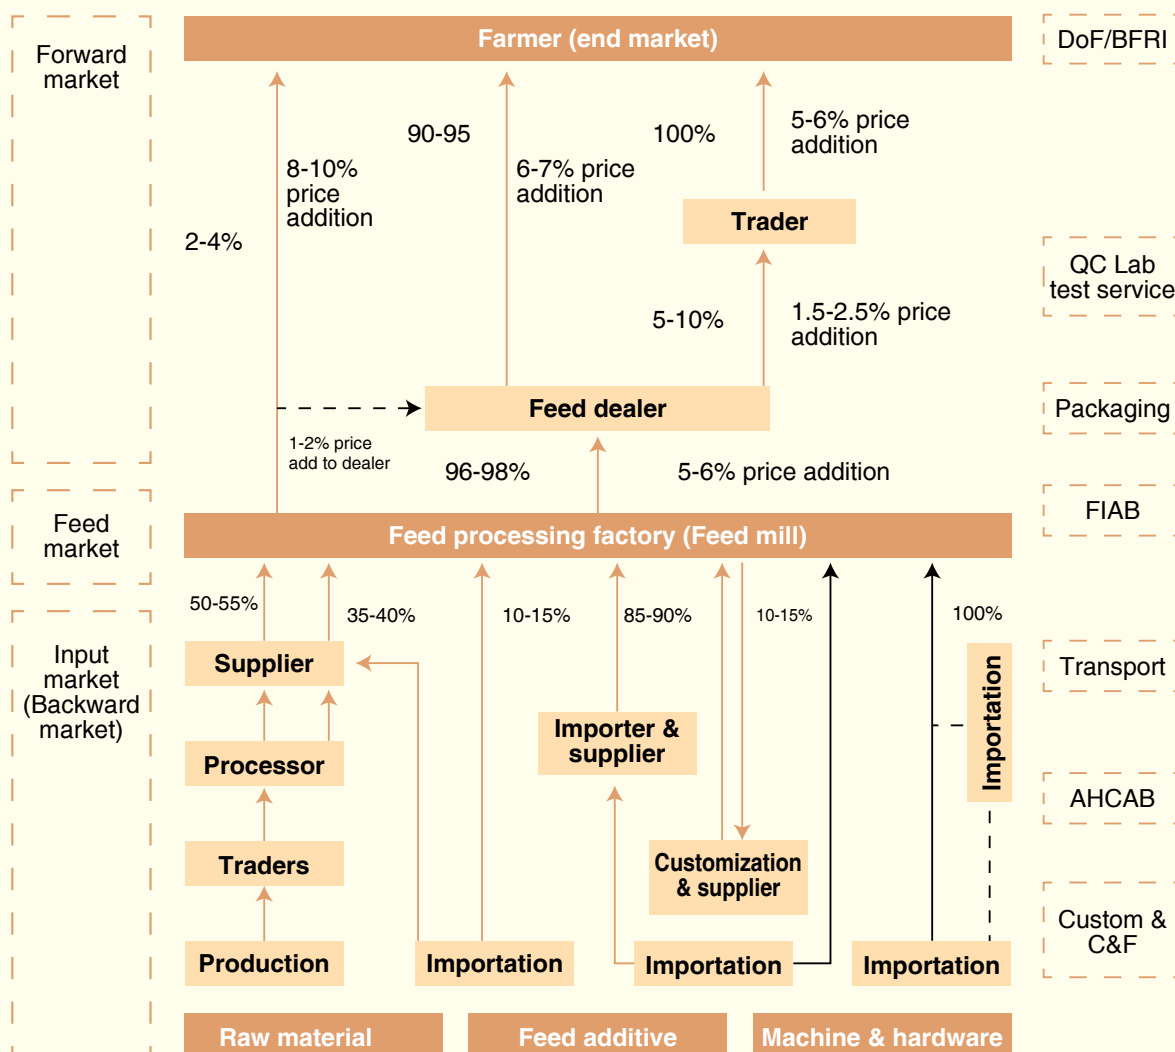 Forward
market
Farmer (end market)
DoF/BFRI
90-95
100%
5-6% price
addition
8-10%
price
addition
6-7% price
addition
Trader
2-4%
QC Lab
test service
5-10%
1.5-2.5% price
addition
Feed dealer
Packaging
1-2% price
add to dealer
96-98%
5-6% price addition
Feed
market
Feed processing factory (Feed mill)
FIAB
50-55%
35-40%
10-15%
85-90%
10-15%
100%
Input
market
(Backward
market)
Supplier
Importation
Transport
Importer &
supplier
Processor
AHCAB
Traders
Customization
& supplier
Production
Importation
Importation
Importation
Custom &
C&F
Raw material
Feed additive
Machine & hardware